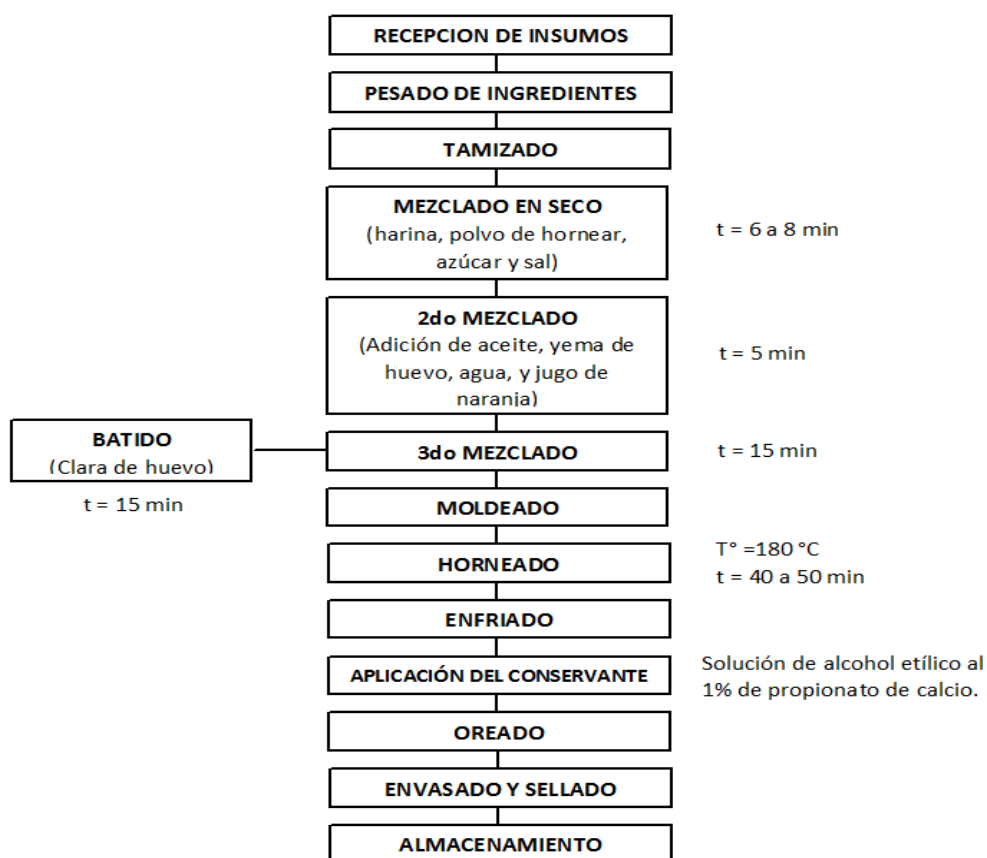 RECEPCION DE INSUMOS
PESADO DE INGREDIENTES
TAMIZADO
MEZCLADO EN SECO
(harina, polvo de hornear,
azúcar y sal)
t = 6 a 8 min
2do MEZCLADO
(Adición de aceite, yema de
huevo, agua, y jugo de
naranja)
t = 5 min
BATIDO
(Clara de huevo)
t = 15 min
3do MEZCLADO
t = 15 min
MOLDEADO
HORNEADO
T° =180 °C
t = 40 a 50 min
ENFRIADO
APLICACIÓN DEL CONSERVANTE
Solución de alcohol etílico al
1% de propionato de calcio.
OREADO
ENVASADO Y SELLADO
ALMACENAMIENTO